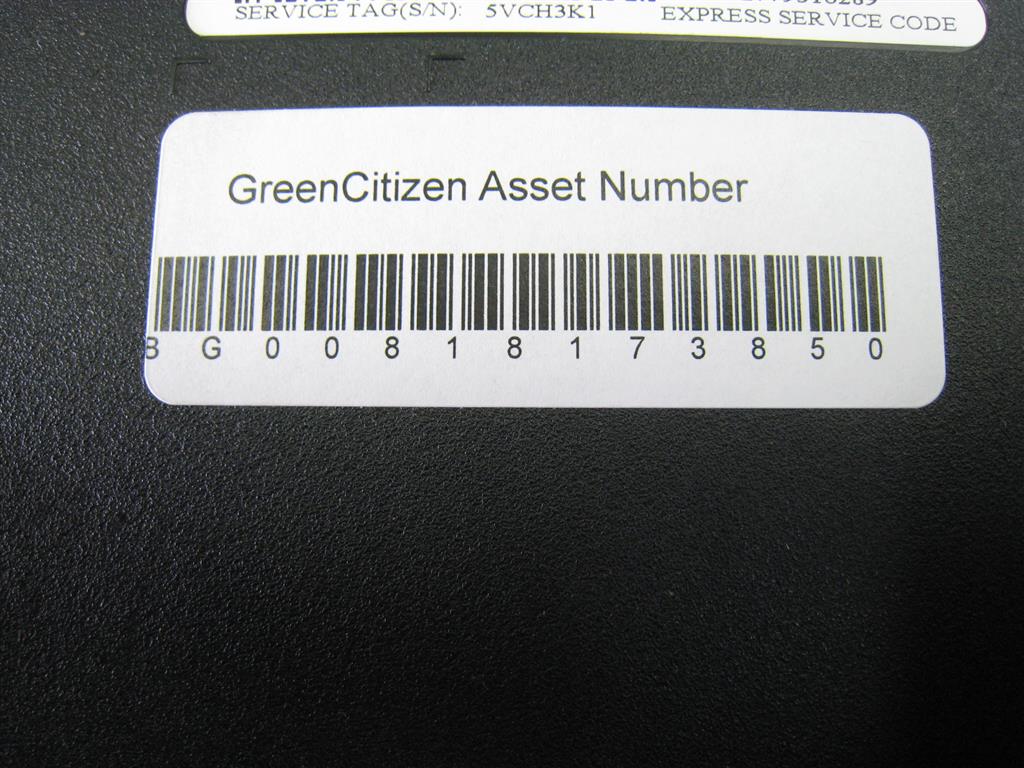 SERVICE TAG(S/N): 5VCH3K1 EXPRESS SERVICE CODE
GreenCitizen Asset Number
B G 0 0 8 1 8 1 7 3 8 5 0